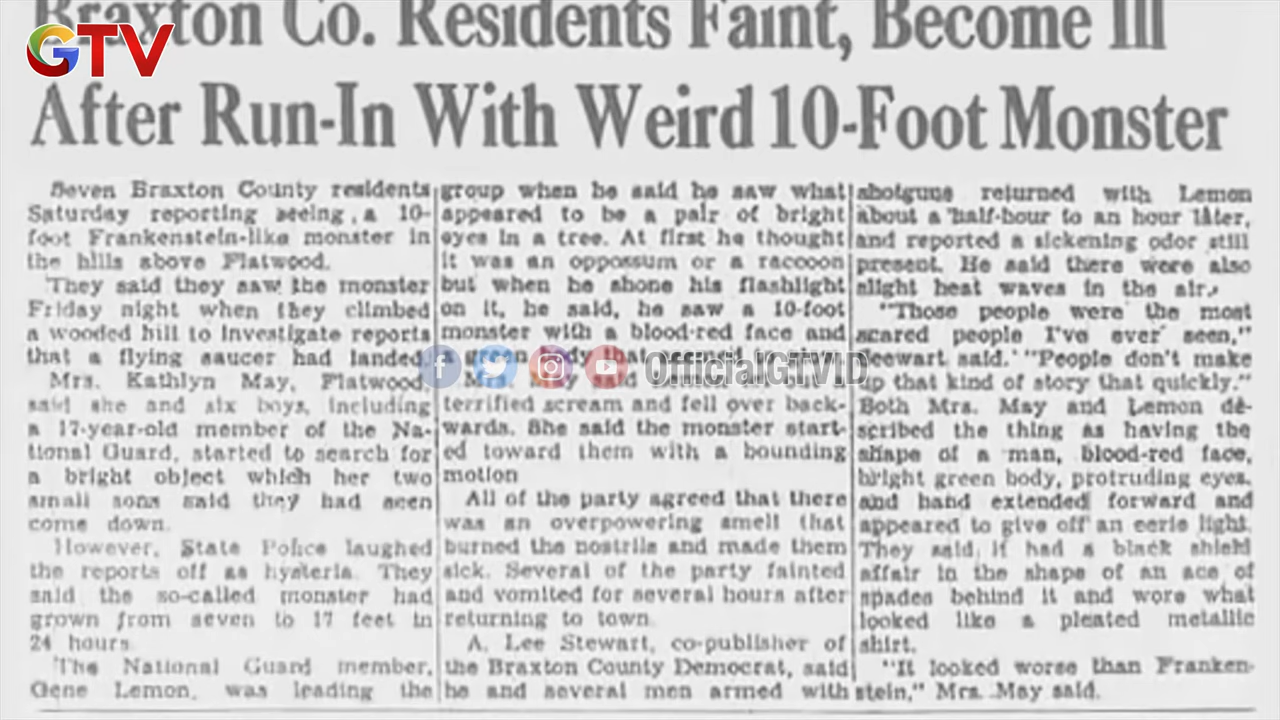 GTV
Braxton Co. Residents Faint, Become Ill
After Run-In With Weird 10-Foot Monster
Seven Braxton County residents
Saturday reporting seeing a 10-
foot Frankenstein-like monster in
the hills above Flatwood.
They said they saw the monster
Friday night when they climbed
a wooded hill to investigate reports
that a flying saucer had landed
Mrs. Kathlyn May, Flatwood
said she and six boys, including
a 17-year-old member of the Na-
tional Guard, started to search for
a bright object which her two
small sons said they had seen
come down.
However, State Police laughed
the reports off as hysteria. They
said the so-called monster had
grown from seven to 17 feet in
24 hours.
The National Guard member,
Gene Lemon, was leading the
group when he said he saw what
appeared to be a pair of bright
eyes in a tree. At first he thought
it was an oppossum or a racoon
but when he shone his flashlight
on it, he said, he saw a 10-foot
monster with a blood-red face and
a
Mrs. May said
terrified scream and fell over back-
wards. She said the monster start-
ed toward them with a bounding
motion
All of the party agreed that there
was an overpowering smell that
burned the nostrils and made them
sick. Several of the party fainted
and vomited for several hours after
returning to town.
A. Lee Stewart, co-publisher of
the Braxton County Democrat, said
he and several men armed with
shotguns returned with Lemon
about a half-hour to an hour later,
and reported a sickening odor still
present. He said there were also
slight heat waves in the air.
"Those people were the most
scared people I've ever seen,"
Steewart said. "People don't make
up that kind of story that quickly."
Both Mrs. May and Lemon de-
scribed the thing as having the
shape of a man, blood-red face,
bright green body, protruding eyes,
and hand extended forward and
appeared to give off an eerie light.
They said it had a black shield
affair in the shape of an ace of
spades behind it and wore what
looked like a pleated metallic
shirt.
"It looked worse than Franken-
stein," Mrs. May said.
OfficialGTVID